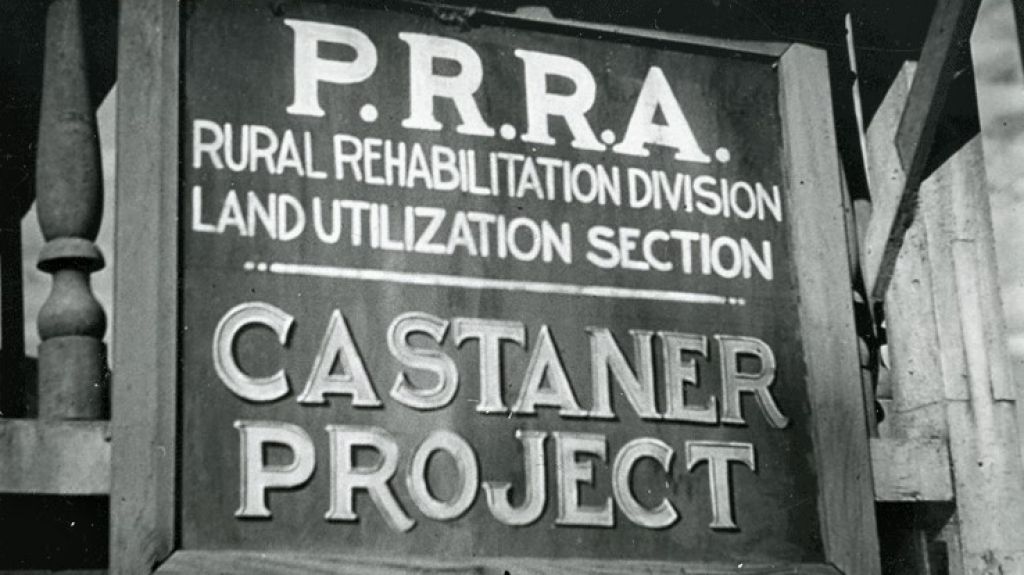 P.R.R.A.
RURAL REHABILITATION DIVISION
LAND UTILIZATION SECTION
CASTANER
PROJECT